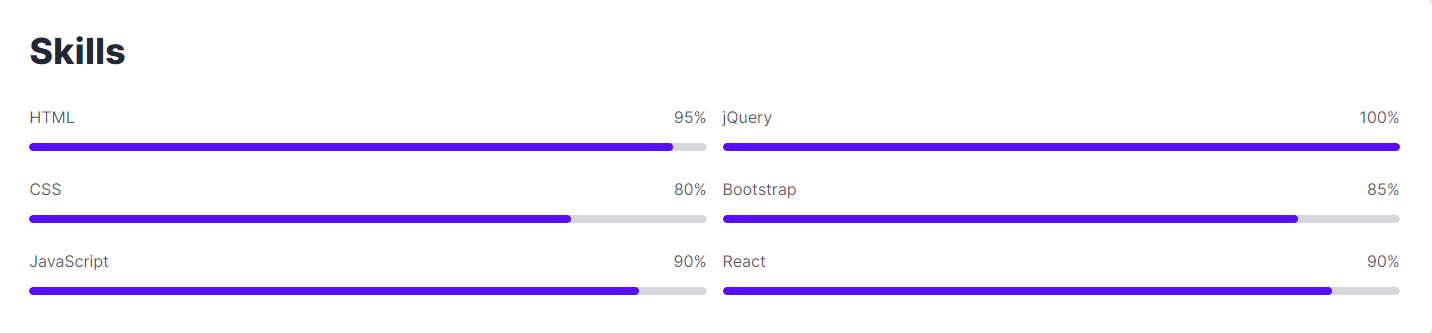 Skills
HTML 95%
CSS 80%
JavaScript 90%
jQuery 100%
Bootstrap 85%
React 90%